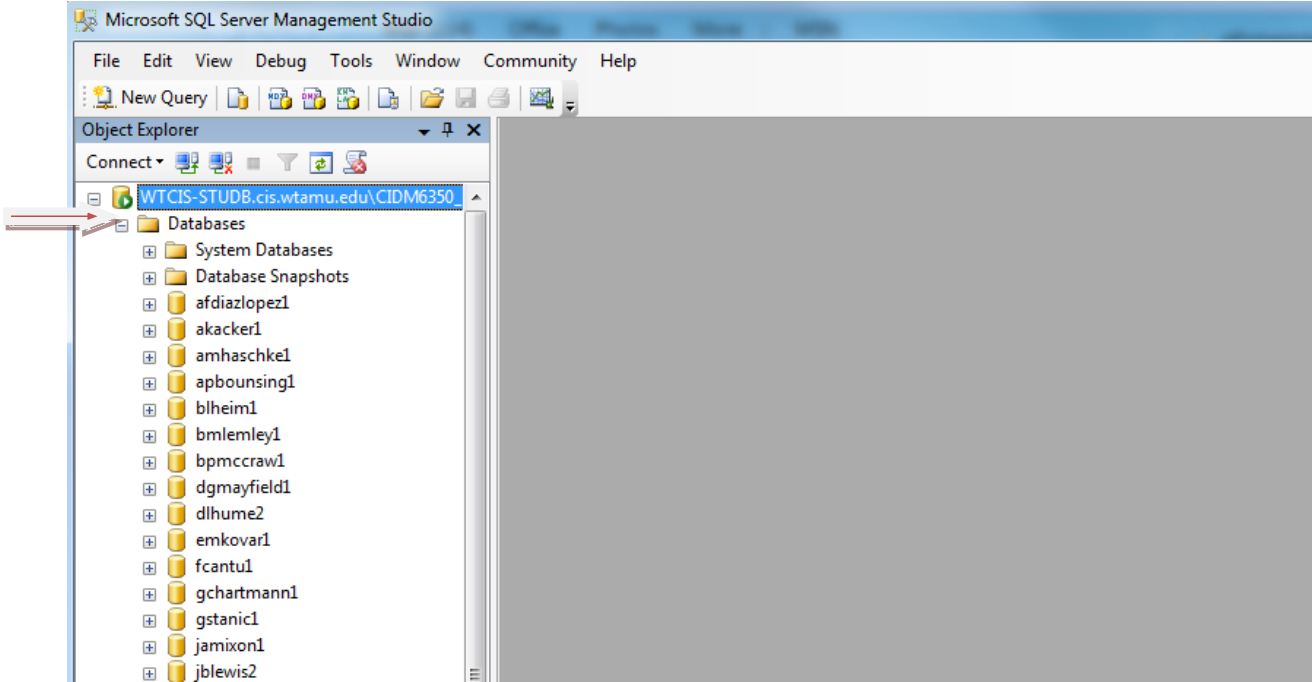 Microsoft SQL Server Management Studio
File Edit View Debug Tools Window Community Help
New Query
Object Explorer
Connect
WTCIS-STUDB.cis.wtamu.edu\CIDM6350_
Databases
System Databases
Database Snapshots
afdiazlopez1
akacker1
amhaschke1
apbounsing1
blheim1
bmlemley1
bpmccraw1
dgmayfield1
dlhume2
emkovar1
fcantu1
gchartmann1
gstanic1
jamixon1
jblewis2